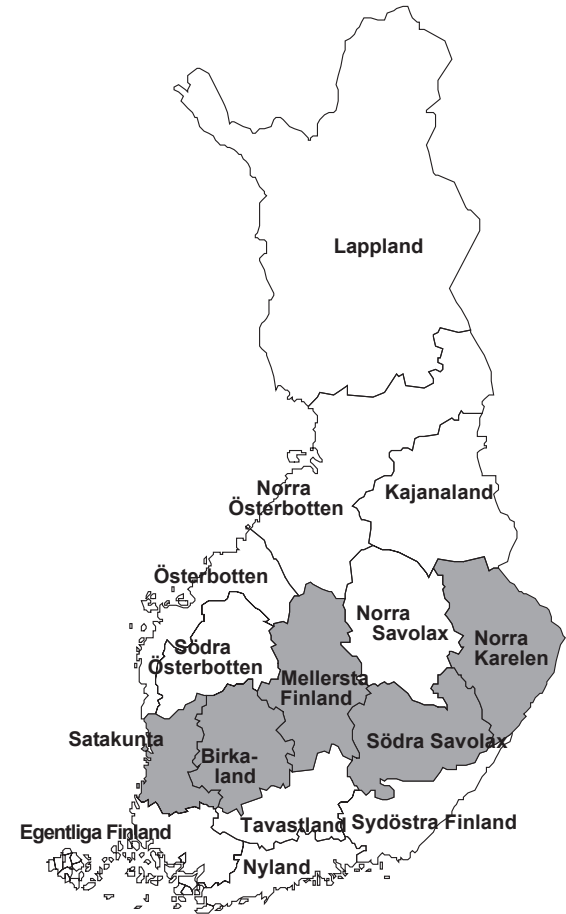 Lappland
Norra
Österbotten
Kajanaland
Österbotten
Norra
Savolax
Södra
Österbotten
Norra
Karelen
Mellersta
Finland
Satakunta
Birka-
land
Södra Savolax
Egentliga Finland
Tavastland
Sydöstra Finland
Nyland